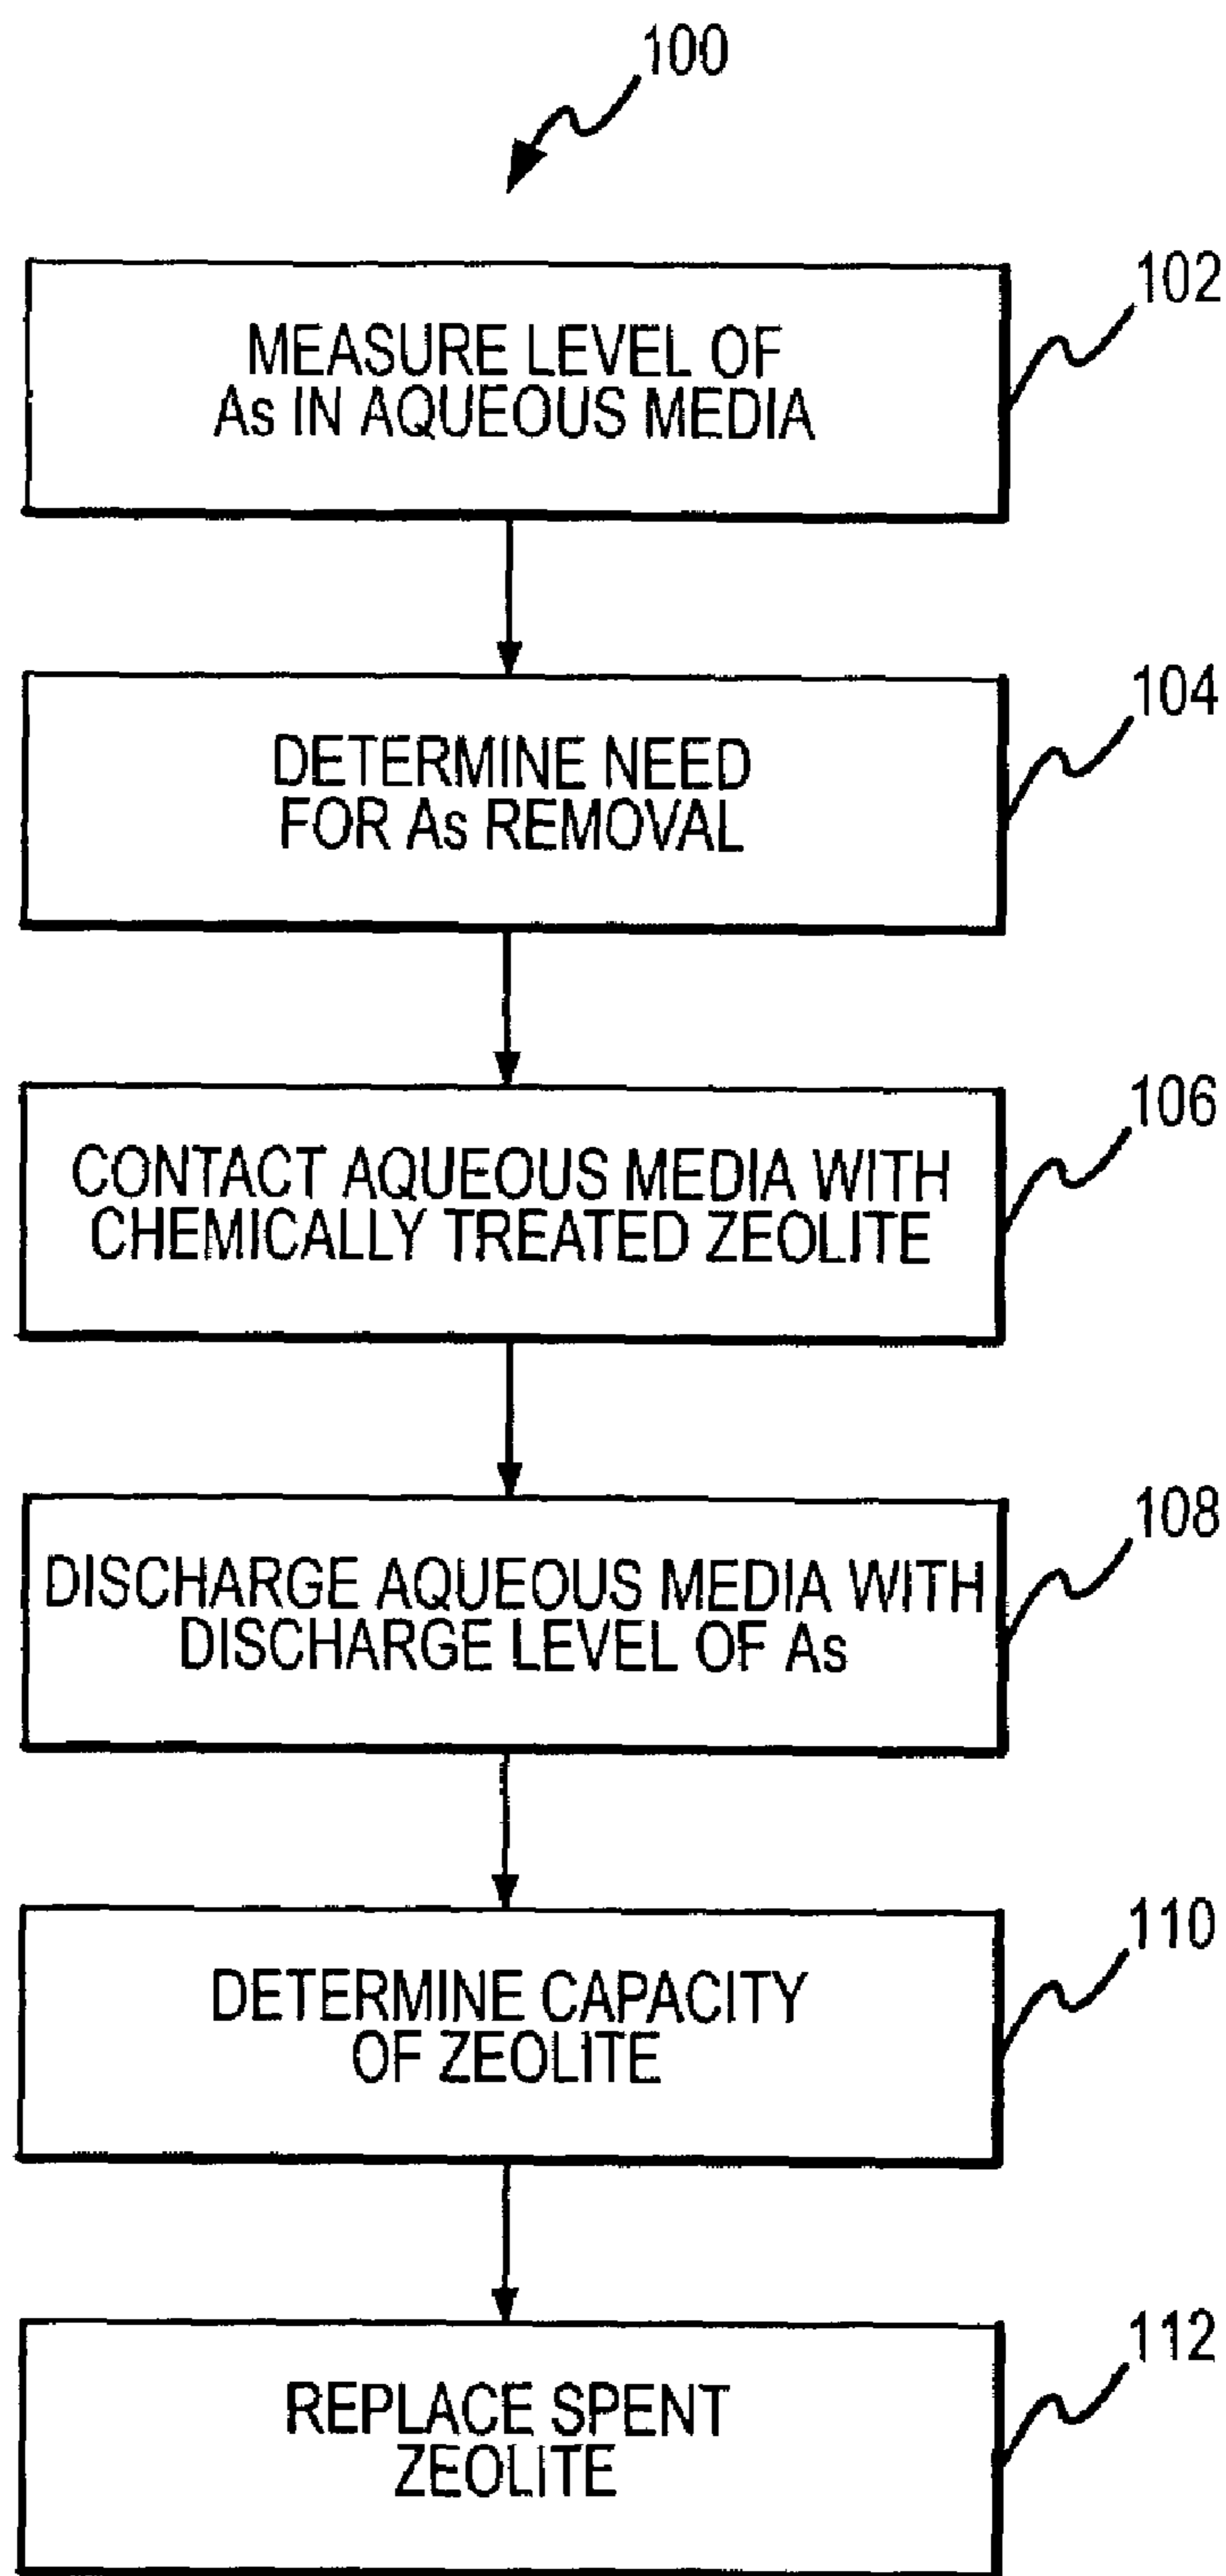 100
102
MEASURE LEVEL OF
As IN AQUEOUS MEDIA
104
DETERMINE NEED
FOR As REMOVAL
106
CONTACT AQUEOUS MEDIA WITH
CHEMICALLY TREATED ZEOLITE
108
DISCHARGE AQUEOUS MEDIA WITH
DISCHARGE LEVEL OF As
110
DETERMINE CAPACITY
OF ZEOLITE
112
REPLACE SPENT
ZEOLITE